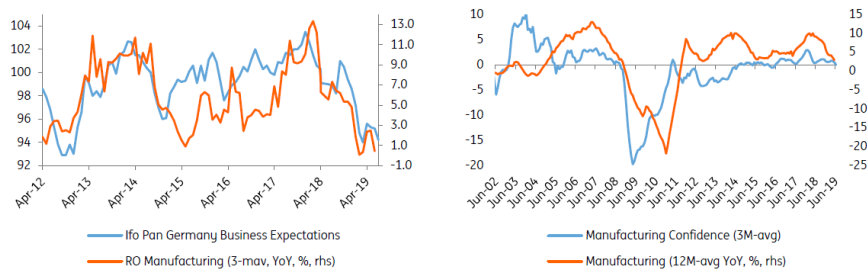 104
102
100
98
96
94
92
13.0
11.0
9.0
7.0
5.0
3.0
1.0
-1.0
Apr-12
Apr-13
Apr-14
Apr-15
Apr-16
Apr-17
Apr-18
Apr-19
Ifo Pan Germany Business Expectations
RO Manufacturing (3-mav, YoY, %, rhs)
10
5
0
-5
-10
-15
-20
15
10
5
0
-5
-10
-15
-20
-25
Jun-02
Jun-03
Jun-04
Jun-05
Jun-06
Jun-07
Jun-08
Jun-09
Jun-10
Jun-11
Jun-12
Jun-13
Jun-14
Jun-15
Jun-16
Jun-17
Jun-18
Jun-19
Manufacturing Confidence (3M-avg)
Manufacturing (12M-avg YoY, %, rhs)